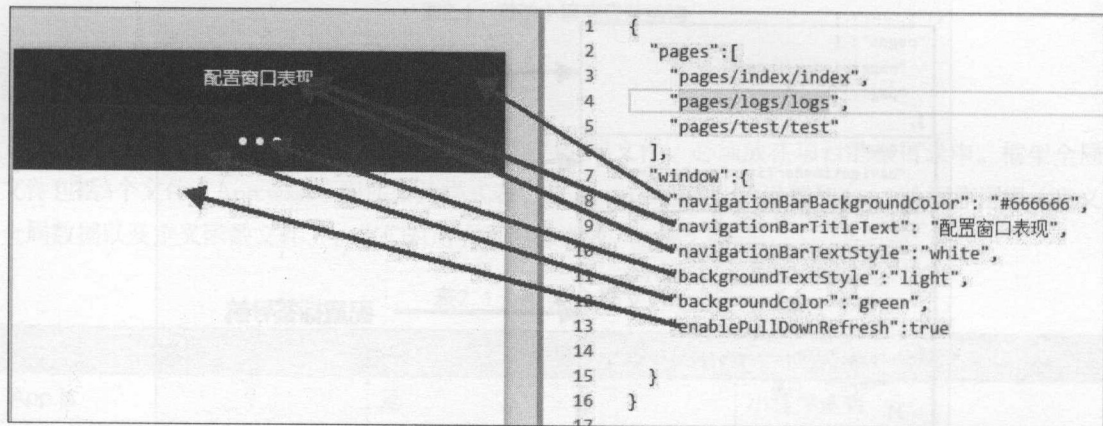 配置窗口表现
1 {
2 "pages":[
3 "pages/index/index",
4 "pages/logs/logs",
5 "pages/test/test"
6 ],
7 "window":{
8 "navigationBarBackgroundColor": "#666666",
9 "navigationBarTitleText": "配置窗口表现",
10 "navigationBarTextStyle":"white",
11 "backgroundTextStyle":"light",
12 "backgroundColor":"green",
13 "enablePullDownRefresh":true
14
15 }
16 }
17